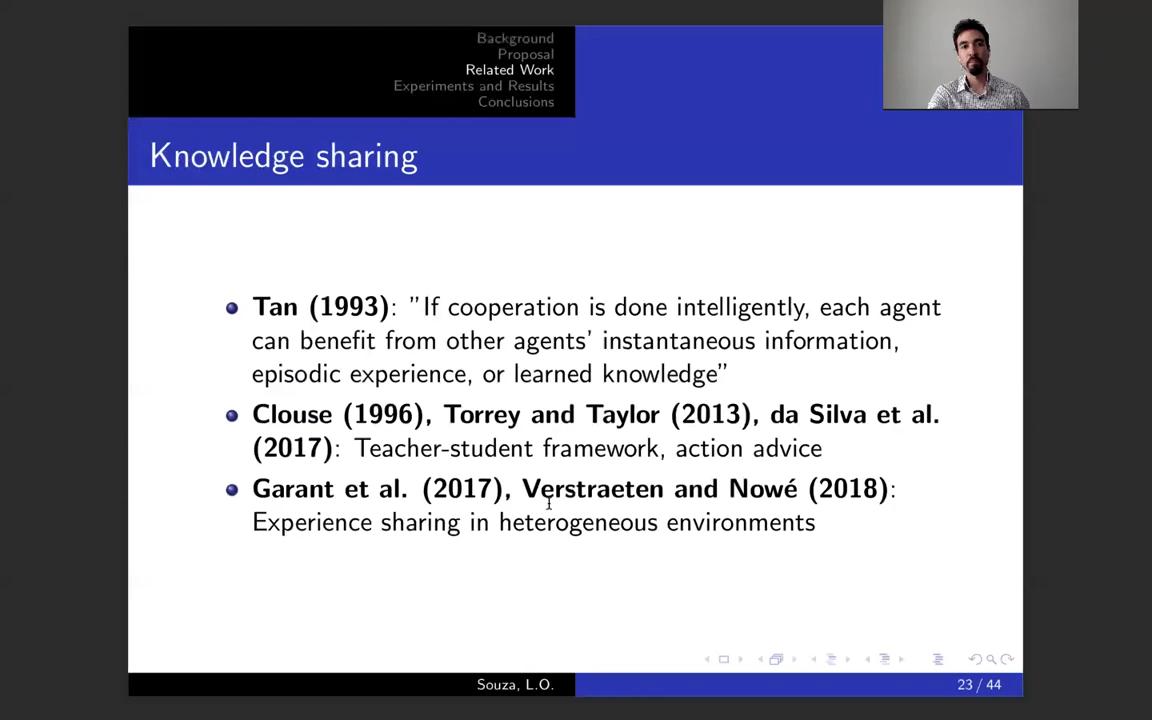 Background
Proposal
Related Work
Experiments and Results
Conclusions
Knowledge sharing
Tan (1993): ”If cooperation is done intelligently, each agent
can benefit from other agents’ instantaneous information,
episodic experience, or learned knowledge”
Clouse (1996), Torrey and Taylor (2013), da Silva et al.
(2017): Teacher-student framework, action advice
Garant et al. (2017), Verstraeten and Nowé (2018):
Experience sharing in heterogeneous environments
Souza, L.O.
23 / 44